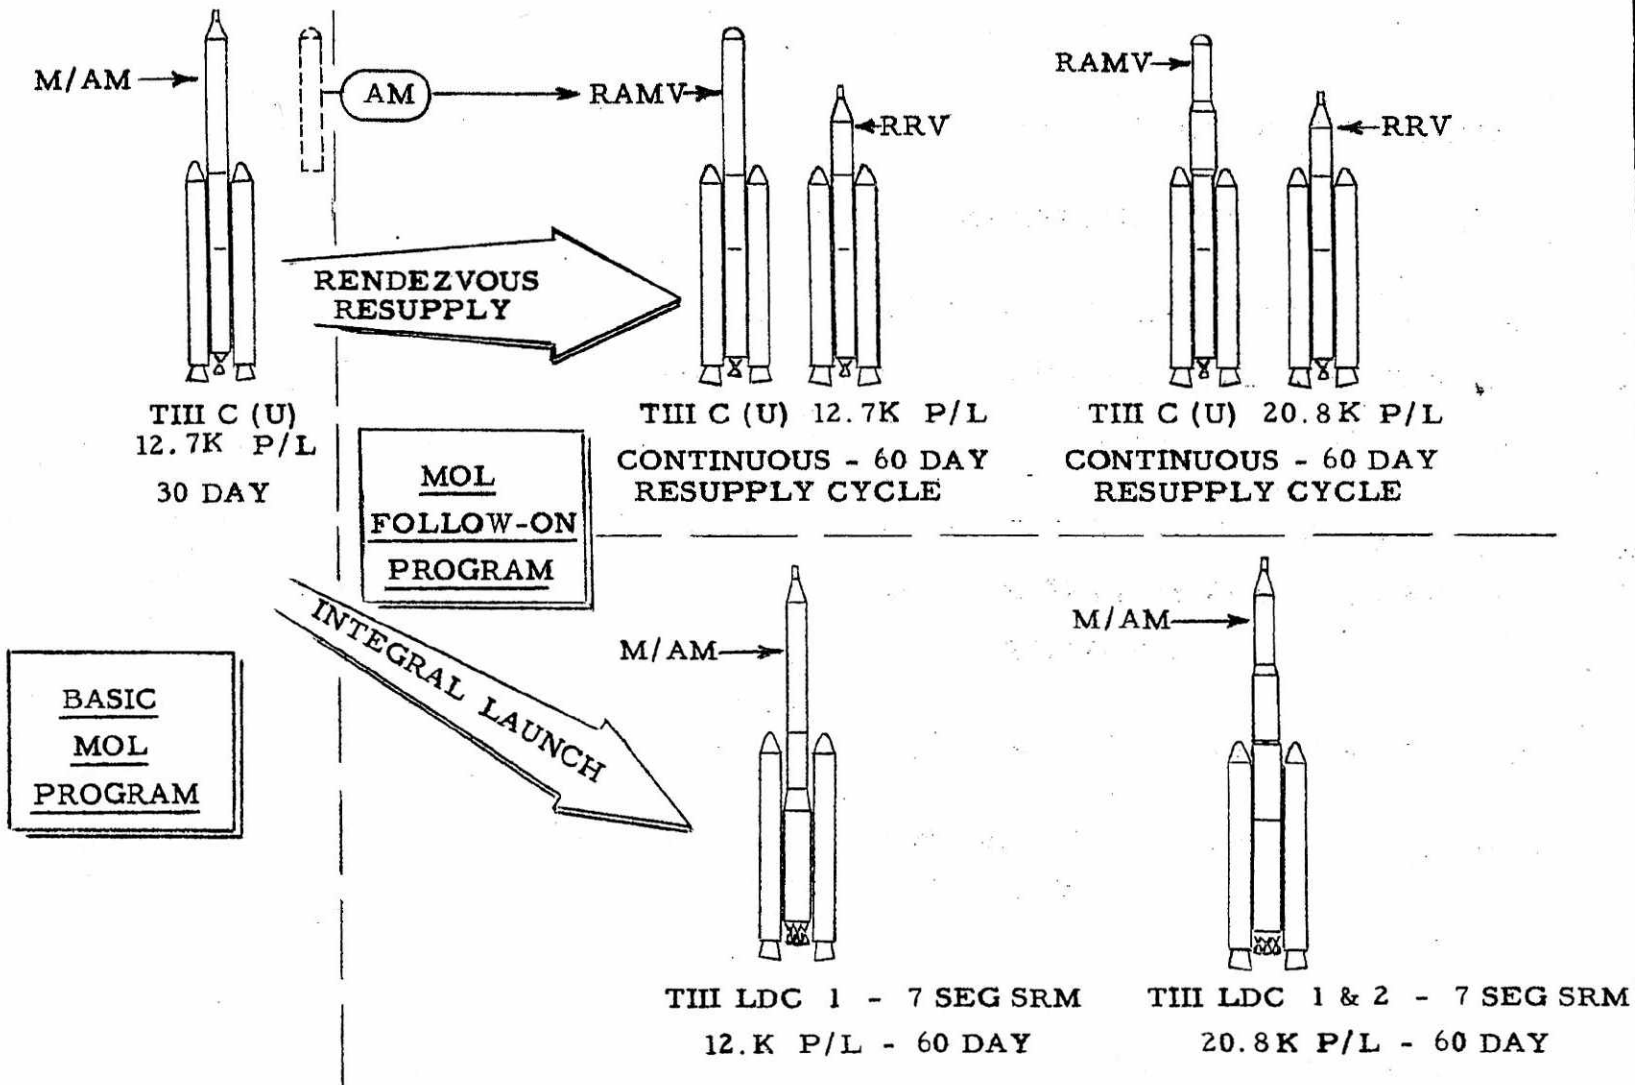 M/AM
AM
RAMV
RRV
RAMV
RRV
RENDEZVOUS
RESUPPLY
TIII C (U)
12.7K P/L
30 DAY
TIII C (U) 12.7K P/L
CONTINUOUS - 60 DAY
RESUPPLY CYCLE
TIII C (U) 20.8K P/L
CONTINUOUS - 60 DAY
RESUPPLY CYCLE
MOL
FOLLOW-ON
PROGRAM
BASIC
MOL
PROGRAM
INTEGRAL LAUNCH
M/AM
M/AM
TIII LDC 1 - 7 SEG SRM
12.K P/L - 60 DAY
TIII LDC 1 & 2 - 7 SEG SRM
20.8K P/L - 60 DAY